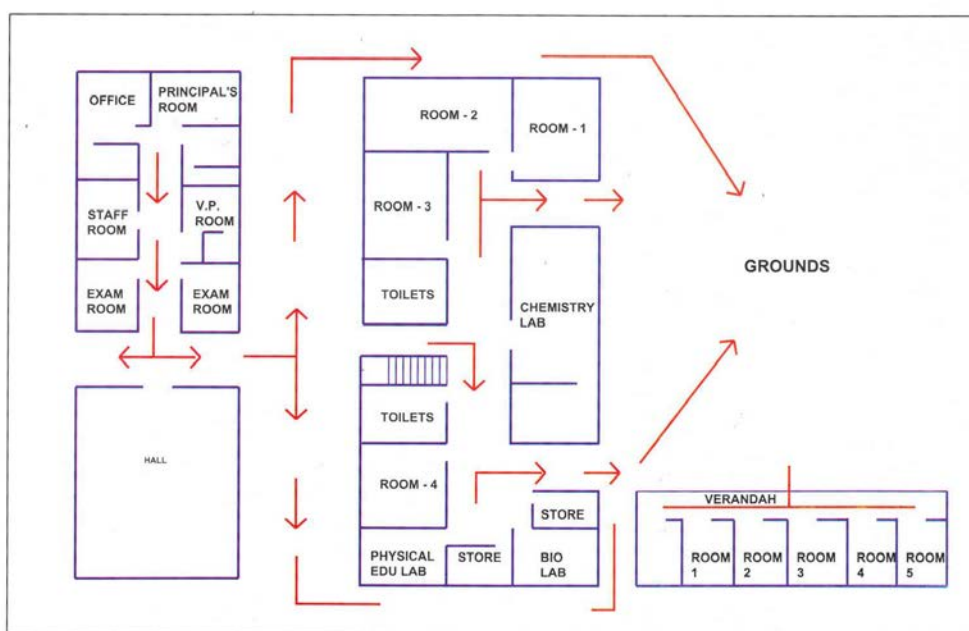 OFFICE
PRINCIPAL'S
ROOM
STAFF
ROOM
V.P.
ROOM
EXAM
ROOM
EXAM
ROOM
HALL
ROOM - 2
ROOM - 1
ROOM - 3
TOILETS
CHEMISTRY
LAB
TOILETS
ROOM - 4
STORE
PHYSICAL
EDU LAB
STORE
BIO
LAB
GROUNDS
VERANDAH
ROOM
1
ROOM
2
ROOM
3
ROOM
4
ROOM
5